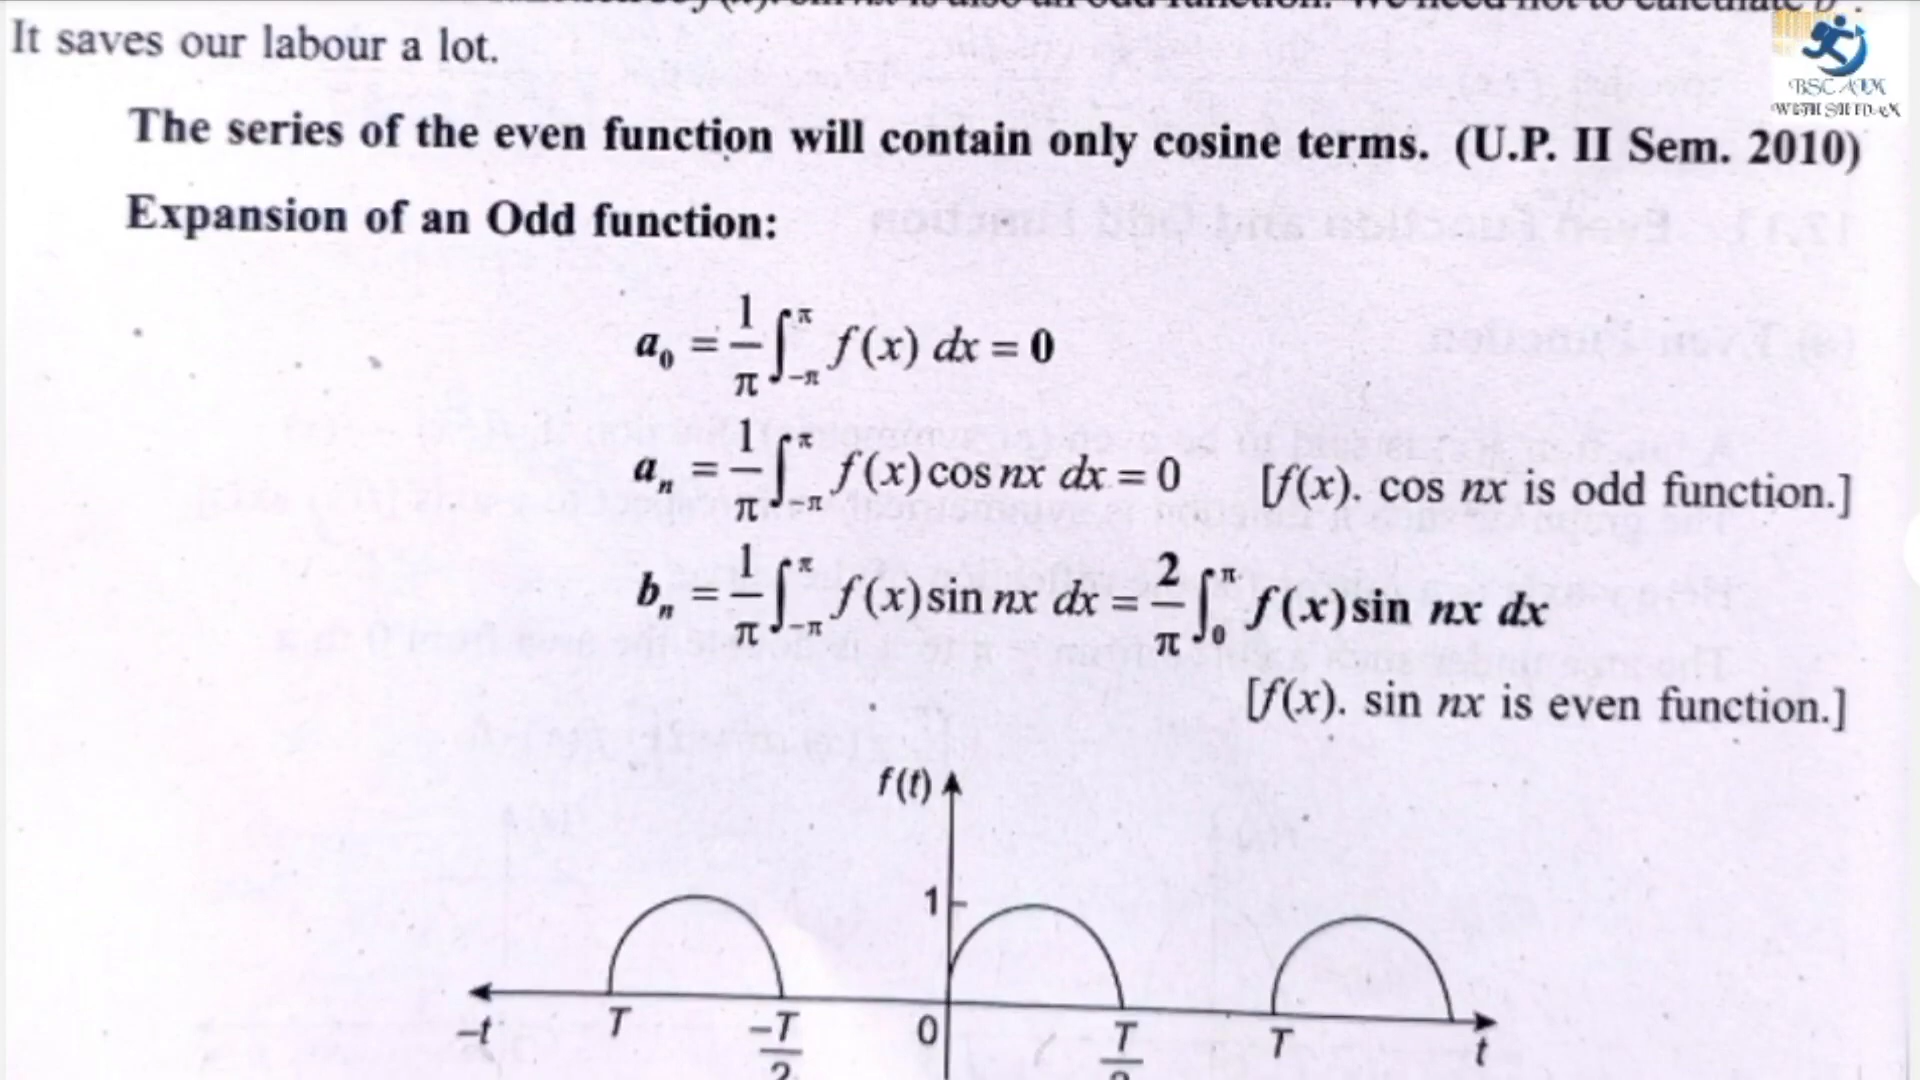 It saves our labour a lot.
The series of the even function will contain only cosine terms. (U.P. II Sem. 2010)
Expansion of an Odd function:
a₀ = 1/π ∫_{-π}^{π} f(x) dx = 0
aₙ = 1/π ∫_{-π}^{π} f(x) cos nx dx = 0 [f(x). cos nx is odd function.]
bₙ = 1/π ∫_{-π}^{π} f(x) sin nx dx = 2/π ∫_{0}^{π} f(x) sin nx dx
[f(x). sin nx is even function.]
f(t)
1
–t T –T/2 0 T T t
BSC
WITH